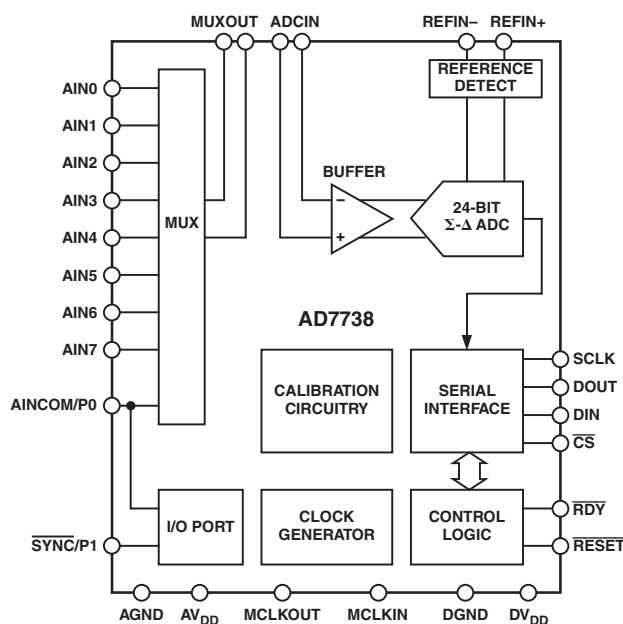 MUXOUT ADCIN REFIN– REFIN+
REFERENCE
DETECT
AIN0
AIN1
AIN2
AIN3
AIN4
AIN5
AIN6
AIN7
AINCOM/P0
SYNC/P1
MUX
BUFFER
–
+
24-BIT
Σ-Δ ADC
AD7738
CALIBRATION
CIRCUITRY
SERIAL
INTERFACE
SCLK
DOUT
DIN
CS
I/O PORT
CLOCK
GENERATOR
CONTROL
LOGIC
RDY
RESET
AGND AVDD MCLKOUT MCLKIN DGND DVDD